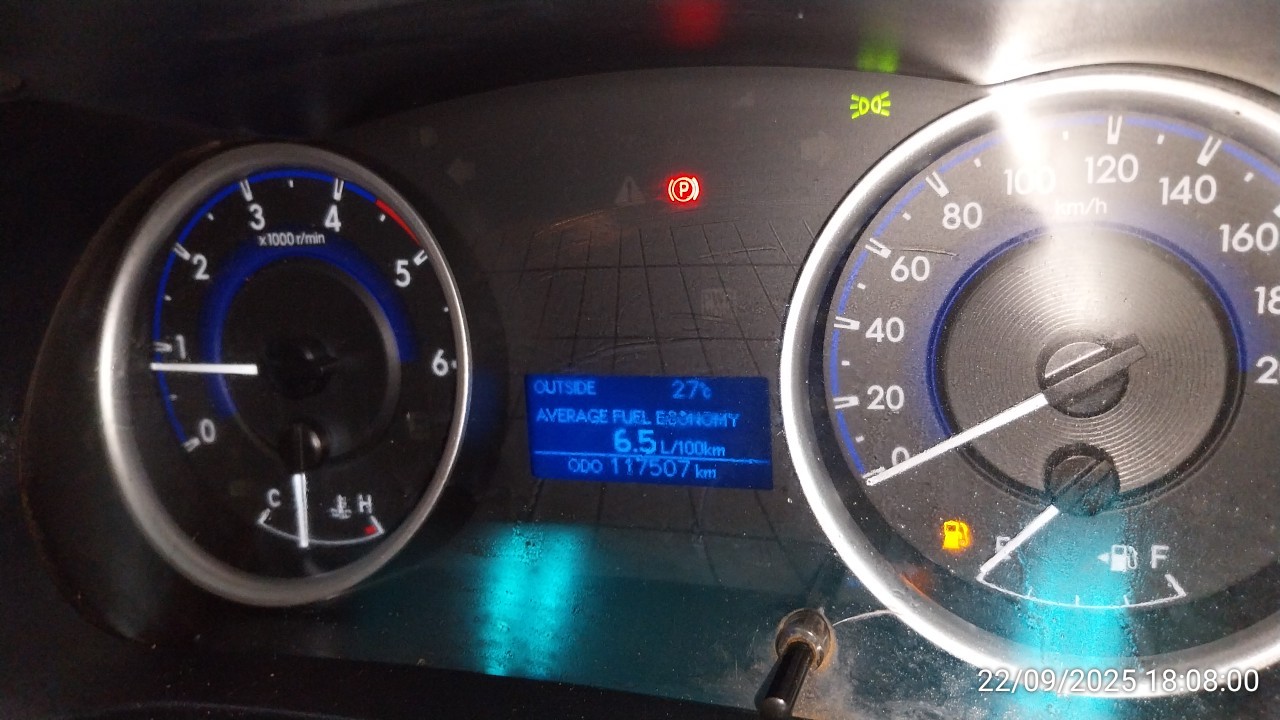 0
1
2
3
4
5
6
x1000 r/min
C
H
OUTSIDE 27°C
AVERAGE FUEL ECONOMY
6.5 L/100km
ODO 117507 km
P
0
20
40
60
80
100
120
140
160
km/h
E
F
22/09/2025 18:08:00